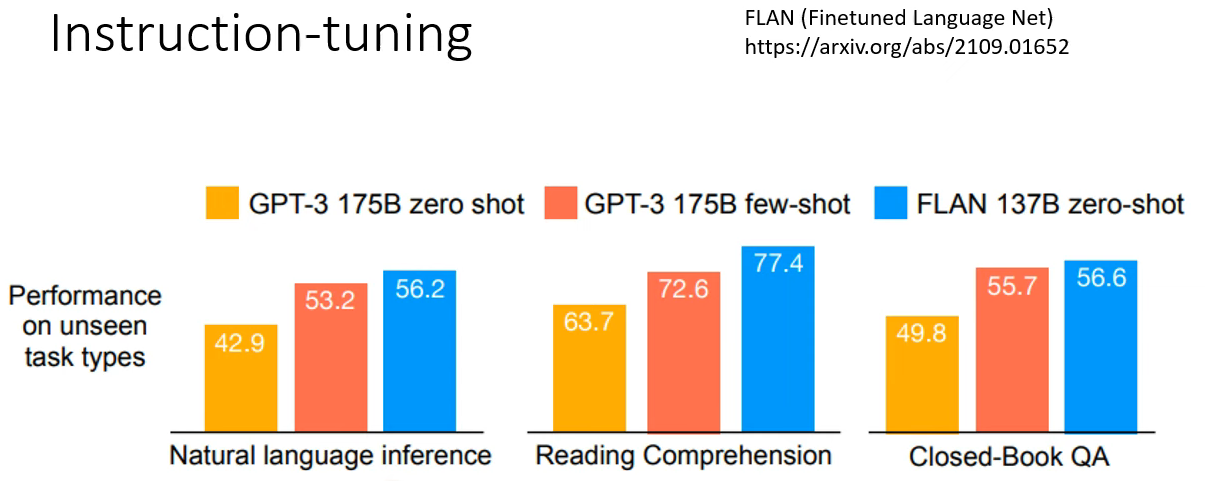 Instruction-tuning
FLAN (Finetuned Language Net)
https://arxiv.org/abs/2109.01652
GPT-3 175B zero shot
GPT-3 175B few-shot
FLAN 137B zero-shot
Performance
on unseen
task types
42.9
53.2
56.2
Natural language inference
63.7
72.6
77.4
Reading Comprehension
49.8
55.7
56.6
Closed-Book QA